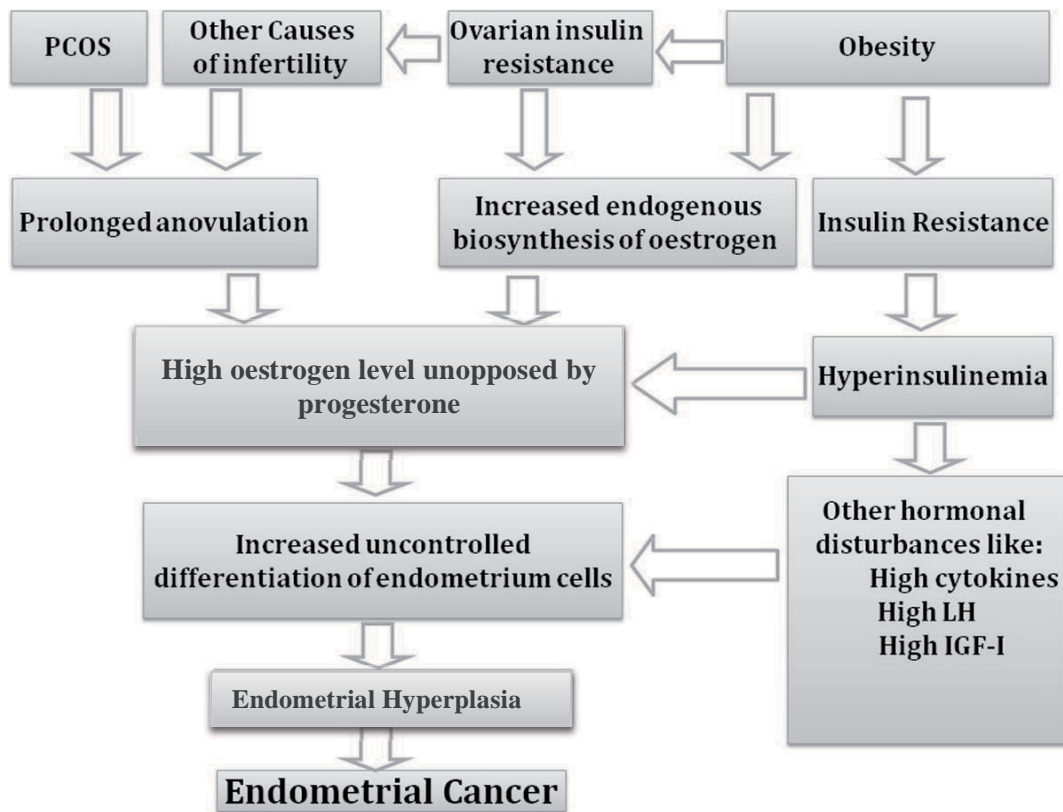 PCOS
Other Causes
of infertility
Ovarian insulin
resistance
Obesity
Prolonged anovulation
Increased endogenous
biosynthesis of oestrogen
Insulin Resistance
High oestrogen level unopposed by
progesterone
Hyperinsulinemia
Increased uncontrolled
differentiation of endometrium cells
Other hormonal
disturbances like:
High cytokines
High LH
High IGF-I
Endometrial Hyperplasia
Endometrial Cancer